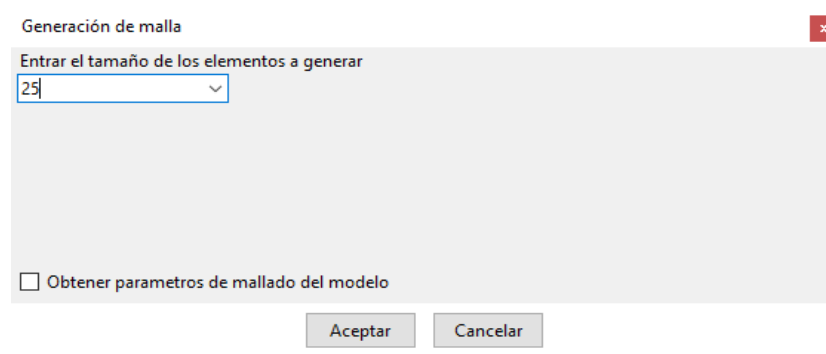 Generación de malla
Entrar el tamaño de los elementos a generar
25
Obtener parametros de mallado del modelo
Aceptar Cancelar